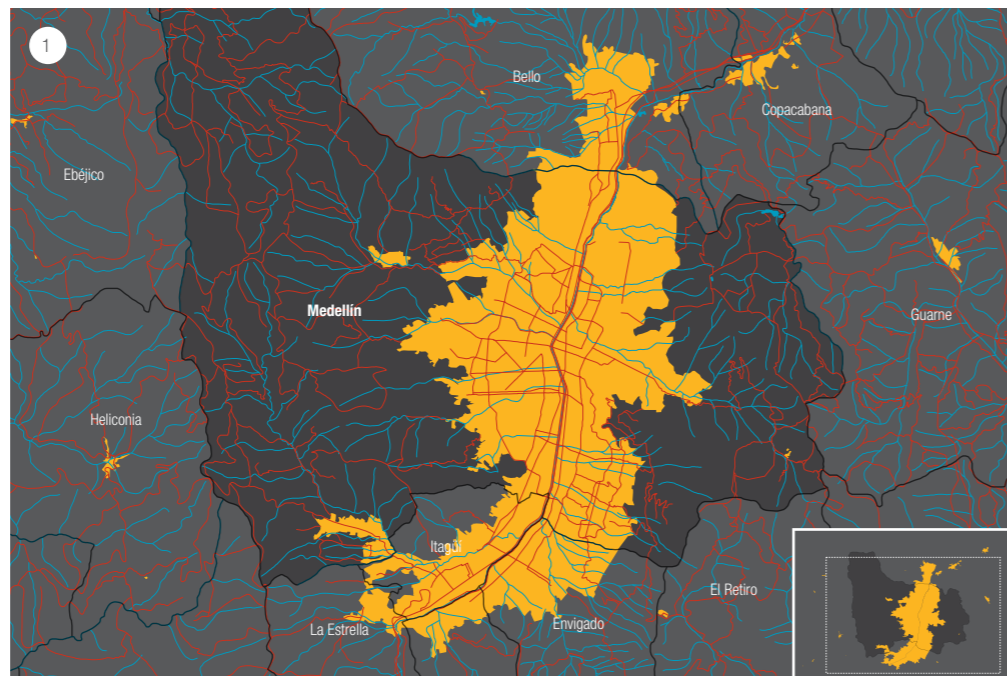 1
Bello
Copacabana
Ebéjico
Medellín
Guarne
Heliconia
Itagüí
El Retiro
La Estrella
Envigado